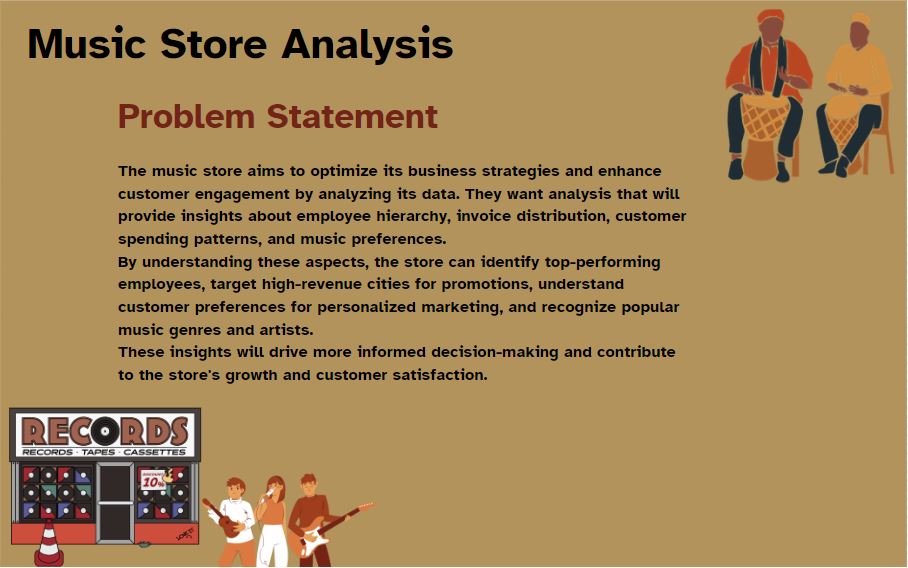 Music Store Analysis
Problem Statement
The music store aims to optimize its business strategies and enhance
customer engagement by analyzing its data. They want analysis that will
provide insights about employee hierarchy, invoice distribution, customer
spending patterns, and music preferences.
By understanding these aspects, the store can identify top-performing
employees, target high-revenue cities for promotions, understand
customer preferences for personalized marketing, and recognize popular
music genres and artists.
These insights will drive more informed decision-making and contribute
to the store's growth and customer satisfaction.
RECORDS
RECORDS · TAPES · CASSETTES
10%